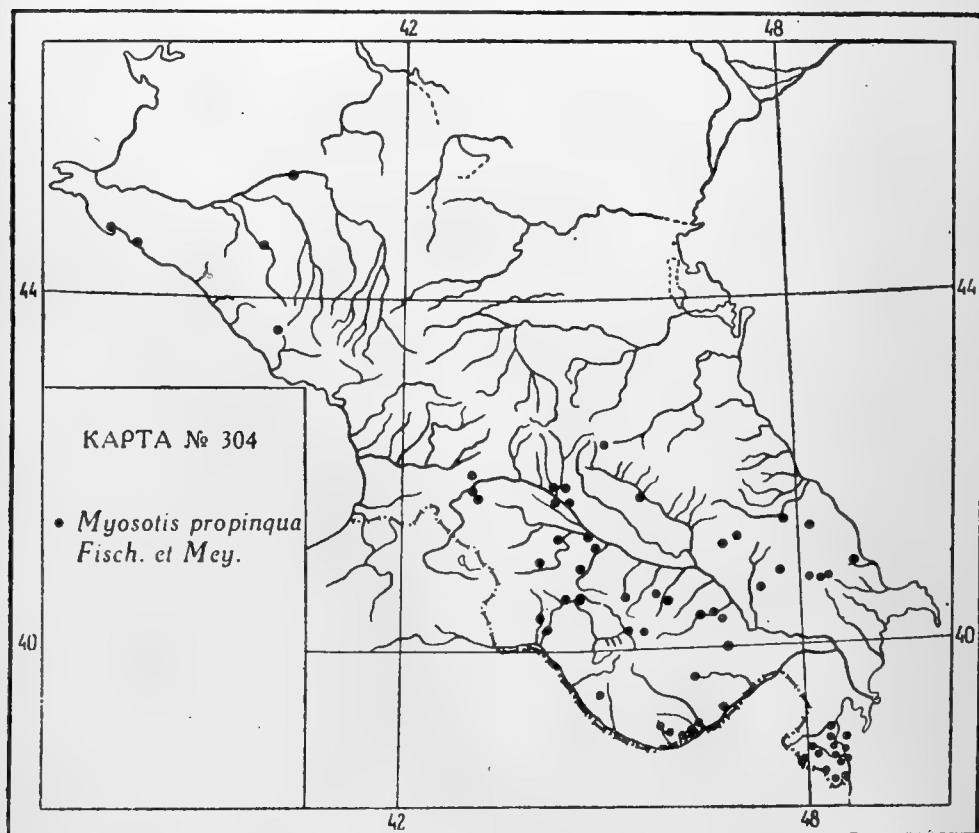 42 48
44 44
КАРТА № 304
• Myosotis propinqua
Fisch. et Mey.
40 40
42 48